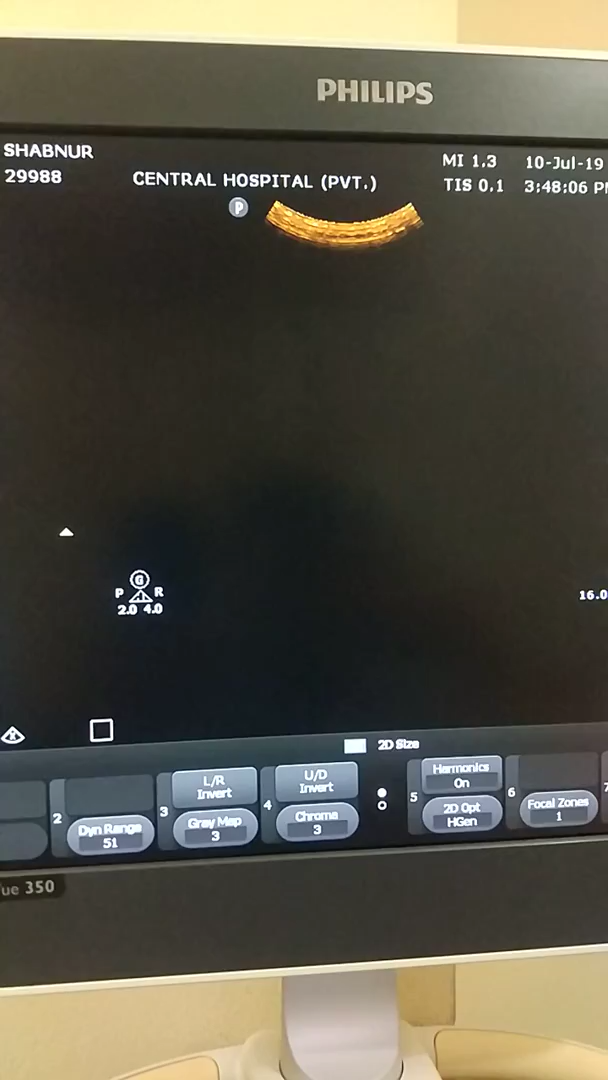 PHILIPS
SHABNUR
29988
CENTRAL HOSPITAL (PVT.)
MI 1.3
TIS 0.1
10-Jul-19
3:48:06
P
G
P R
2.0 4.0
16.0
2D Size
2
Dyn Range
51
3
L/R
Invert
Gray Map
3
4
U/D
Invert
Chroma
3
5
Harmonics
On
2D Opt
HGen
6
Focal Zones
1
7
350